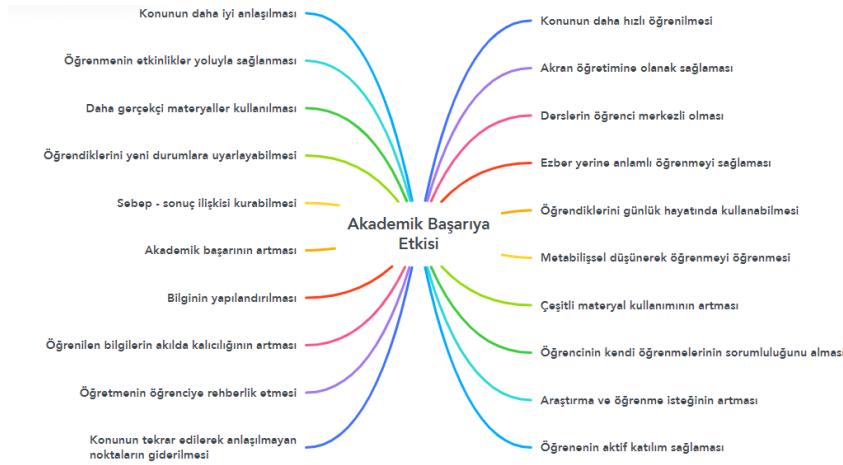 Konunun daha iyi anlaşılması
Öğrenmenin etkinlikler yoluyla sağlanması
Daha gerçekçi materyaller kullanılması
Öğrendiklerini yeni durumlara uyarlayabilmesi
Sebep - sonuç ilişkisi kurabilmesi
Akademik başarının artması
Bilginin yapılandırılması
Öğrenilen bilgilerin akılda kalıcılığının artması
Öğretmenin öğrenciye rehberlik etmesi
Konunun tekrar edilerek anlaşılmayan
noktaların giderilmesi
Akademik Başarıya
Etkisi
Konunun daha hızlı öğrenilmesi
Akran öğretimine olanak sağlaması
Derslerin öğrenci merkezli olması
Ezber yerine anlamlı öğrenmeyi sağlaması
Öğrendiklerini günlük hayatında kullanabilmesi
Metabilişsel düşünerek öğrenmeyi öğrenmesi
Çeşitli materyal kullanımının artması
Öğrencinin kendi öğrenmelerinin sorumluluğunu alması
Araştırma ve öğrenme isteğinin artması
Öğrenenin aktif katılım sağlaması